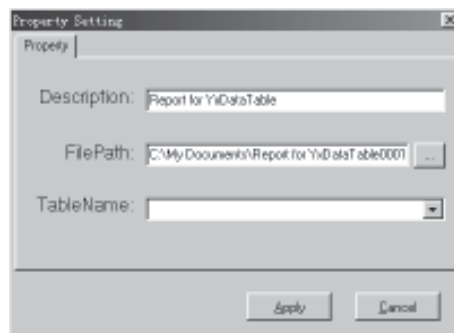 Property Setting
Property
Description: Report for YxDataTable
FilePath: C:\My Documents\Report for YxDataTable0001 ...
TableName:
Apply Cancel